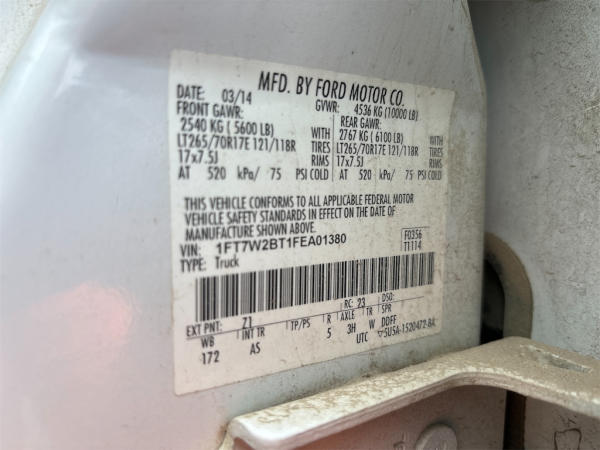 MFD. BY FORD MOTOR CO.
DATE: 03/14 GVWR: 4536 KG (10000 LB)
FRONT GAWR: REAR GAWR:
2540 KG ( 5600 LB) WITH 2767 KG ( 6100 LB) WITH
LT265/70R17E 121/118R TIRES LT265/70R17E 121/118R TIRES
17x7.5J RIMS 17x7.5J RIMS
AT 520 kPa/ 75 PSI COLD AT 520 kPa/ 75 PSI COLD
THIS VEHICLE CONFORMS TO ALL APPLICABLE FEDERAL MOTOR
VEHICLE SAFETY STANDARDS IN EFFECT ON THE DATE OF
MANUFACTURE SHOWN ABOVE.
VIN: 1FT7W2BT1FEA01380 F0356
TYPE: Truck T1114
EXT PNT: Z1 RC: 23 DSO:
WB INT TR TP/PS R AXLE TR SPR
172 AS 5 3H W DDFF
UTC 5U5A-1520472-BA